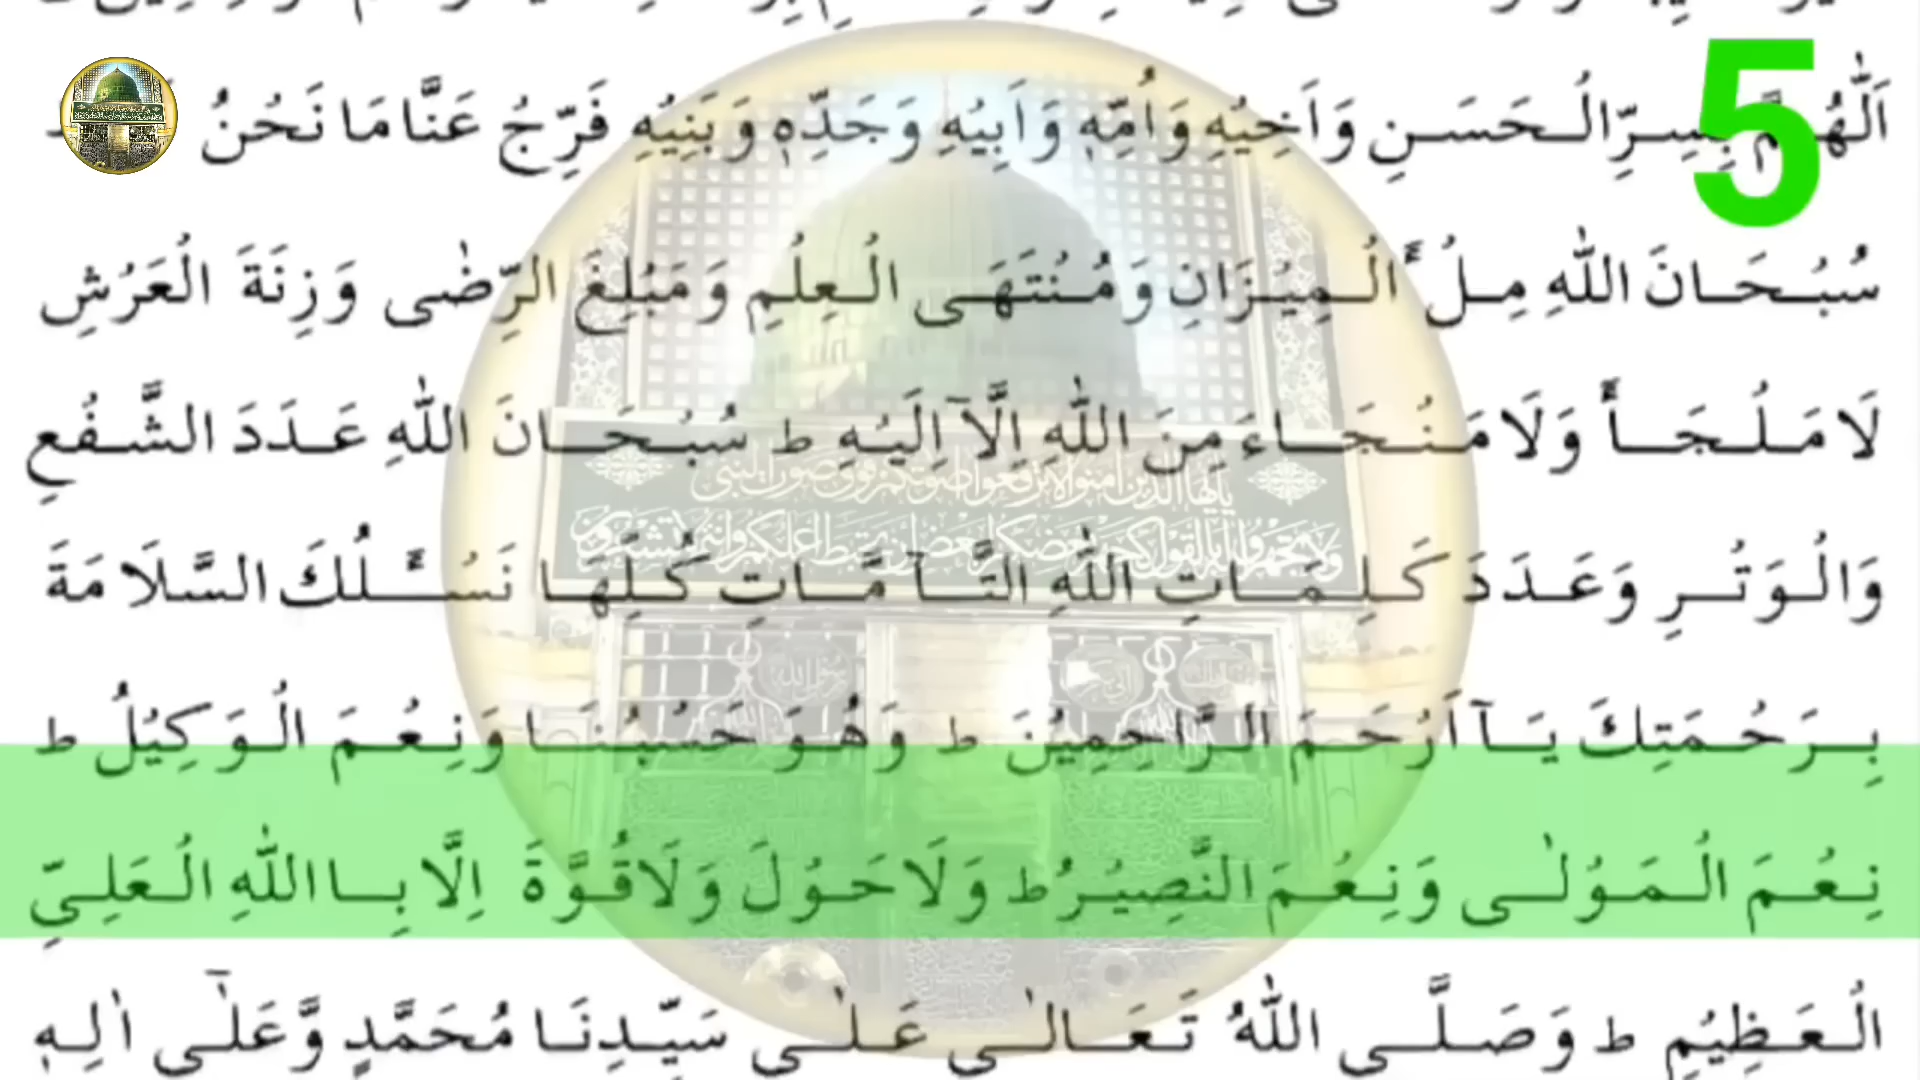 5
اَللّٰهُمَّ بِسِرِّالْحَسَنِ وَاَخِيْهِ وَاُمِّهٖ وَاَبِيْهِ وَجَدِّهٖ وَبَنِيْهِ فَرِّجْ عَنَّا مَا نَحْنُ
سُبْحَانَ اللّٰهِ مِلْ ءَالْمِيْزَانِ وَمُنْتَهَى الْعِلْمِ وَمَبْلَغَ الرِّضٰى وَزِنَةَ الْعَرْشِ
لَا مَلْجَأَ وَلَا مَنْجَاءَ مِنَ اللّٰهِ اِلَّآ اِلَيْهِ ط سُبْحَانَ اللّٰهِ عَدَدَ الشَّفْعِ
وَالْوَتْرِ وَعَدَدَ كَلِمَاتِ اللّٰهِ التَّآمَّاتِ كُلِّهَا نَسْـَٔلُكَ السَّلَامَةَ
بِرَحْمَتِكَ يَآ اَرْحَمَ الرَّاحِمِيْنَ ط وَهُوَ حَسْبُنَا وَنِعْمَ الْوَكِيْلُ ط
نِعْمَ الْمَوْلٰى وَنِعْمَ النَّصِيْرُ ط وَلَا حَوْلَ وَلَا قُوَّةَ اِلَّا بِااللّٰهِ الْعَلِيِّ
الْعَظِيْمِ ط وَصَلَّى اللّٰهُ تَعَالٰى عَلٰى سَيِّدِنَا مُحَمَّدٍ وَّعَلٰٓى اٰلِهٖ